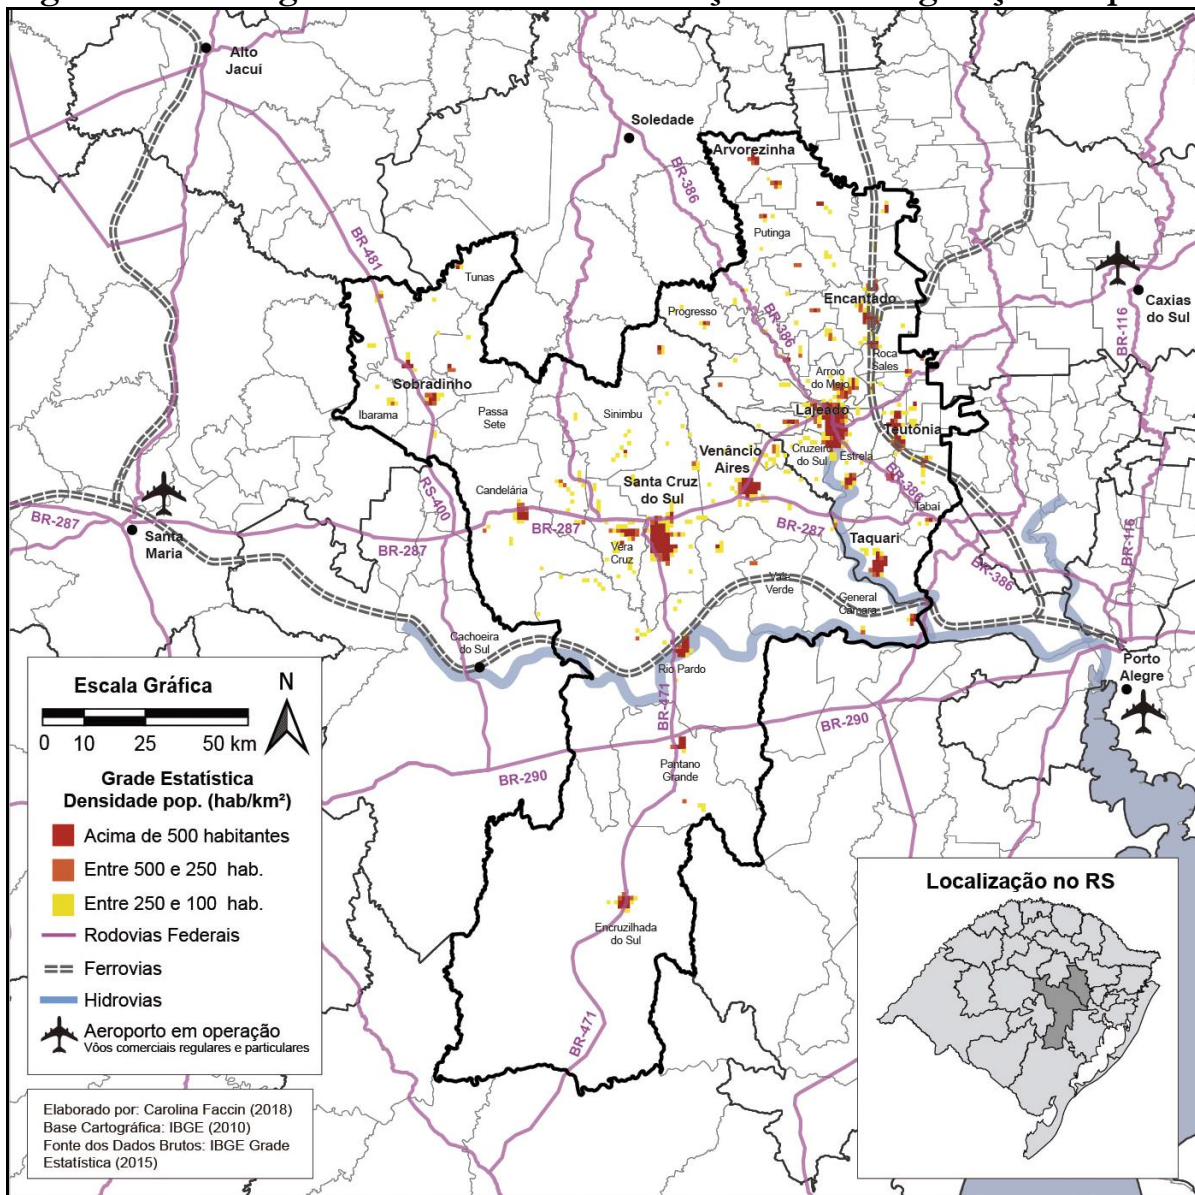 Alto
Jacuí
Soledade
Arvorezinha
BR-386
Putinga
BR-481
Tunas
Encantado
Caxias
do Sul
Progresso
BR-386
BR-116
Roca
Sales
Arroio
do Meio
Sobradinho
Ibarama
Passa
Sete
Sinimbu
Lajeado
Teutônia
Cruzeiro
do Sul
Estrela
Venâncio
Aires
BR-386
Santa Cruz
do Sul
Candelária
RS-400
Tabaí
BR-287
Santa
Maria
BR-287
BR-287
BR-287
BR-116
Vera
Cruz
Taquari
BR-386
Vale
Verde
General
Câmara
Cachoeira
do Sul
Rio Pardo
Porto
Alegre
BR-471
BR-290
BR-290
Pantano
Grande
Encruzilhada
do Sul
BR-471
Escala Gráfica
N
0 10 25 50 km
Grade Estatística
Densidade pop. (hab/km²)
Acima de 500 habitantes
Entre 500 e 250 hab.
Entre 250 e 100 hab.
Rodovias Federais
Ferrovias
Hidrovias
Aeroporto em operação
Vôos comerciais regulares e particulares
Elaborado por: Carolina Faccin (2018)
Base Cartográfica: IBGE (2010)
Fonte dos Dados Brutos: IBGE Grade
Estatística (2015)
Localização no RS